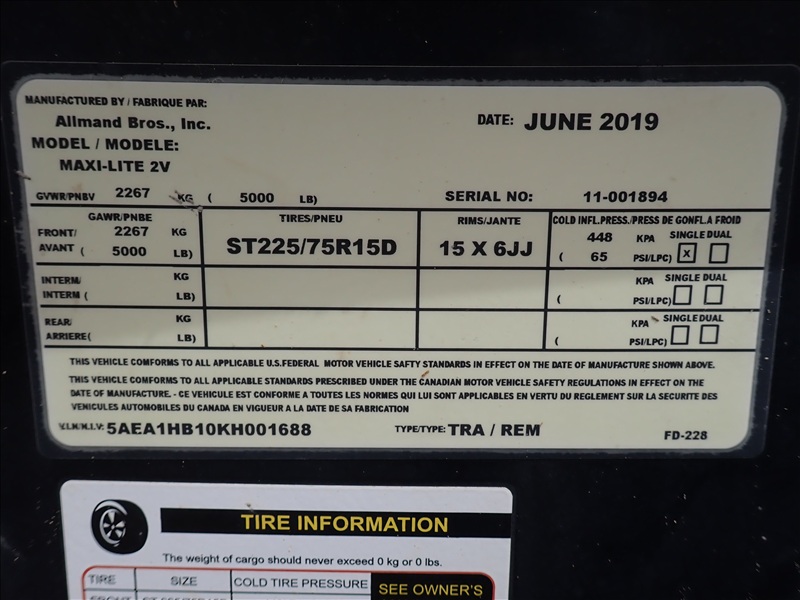 MANUFACTURED BY / FABRIQUE PAR:
Allmand Bros., Inc.
DATE: JUNE 2019
MODEL / MODELE:
MAXI-LITE 2V
GVWR/PNBV 2267 KG ( 5000 LB) SERIAL NO: 11-001894
GAWR/PNBE TIRES/PNEU RIMS/JANTE COLD INFL.PRESS./PRESS DE GONFL.A FROID
FRONT/ 2267 KG 448 KPA SINGLE DUAL
AVANT ( 5000 LB) ST225/75R15D 15 X 6JJ ( 65 PSI/LPC) X
INTERM/ KG KPA SINGLE DUAL
INTERM ( LB) ( PSI/LPC)
REAR/ KG KPA SINGLE DUAL
ARRIERE( LB) ( PSI/LPC)
THIS VEHICLE COMFORMS TO ALL APPLICABLE U.S.FEDERAL MOTOR VEHICLE SAFTY STANDARDS IN EFFECT ON THE DATE OF MANUFACTURE SHOWN ABOVE.
THIS VEHICLE COMFORMS TO ALL APPLICABLE STANDARDS PRESCRIBED UNDER THE CANADIAN MOTOR VEHICLE SAFETY REGULATIONS IN EFFECT ON THE
DATE OF MANUFACTURE. - CE VEHICULE EST CONFORME A TOUTES LES NORMES QUI LUI SONT APPLICABLES EN VERTU DU REGLEMENT SUR LA SECURITE DES
VENICULES AUTOMOBILES DU CANADA EN VIGUEUR A LA DATE DE SA FABRICATION
V.I.N/N.I.V: 5AEA1HB10KH001688 TYPE/TYPE: TRA / REM FD-228
TIRE INFORMATION
The weight of cargo should never exceed 0 kg or 0 lbs.
TIRE SIZE COLD TIRE PRESSURE SEE OWNER'S